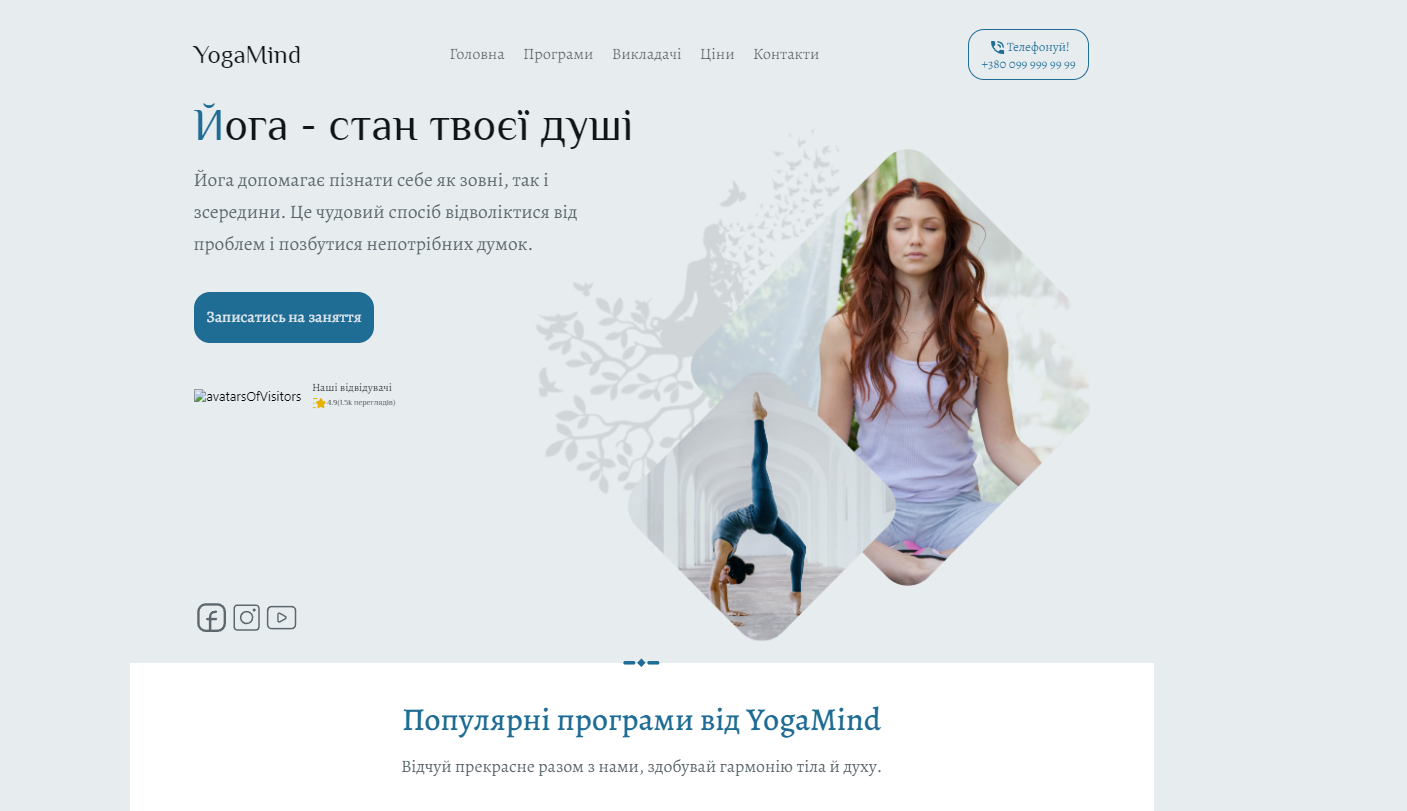 YogaMind
Головна Програми Викладачі Ціни Контакти
Телефонуй!
+380 099 999 99 99
Йога - стан твоєї душі
Йога допомагає пізнати себе як зовні, так і
зсередини. Це чудовий спосіб відволіктися від
проблем і позбутися непотрібних думок.
Записатись на заняття
avatarsOfVisitors
Наші відвідувачі
4.9(1.5k переглядів)
Популярні програми від YogaMind
Відчуй прекрасне разом з нами, здобувай гармонію тіла й духу.